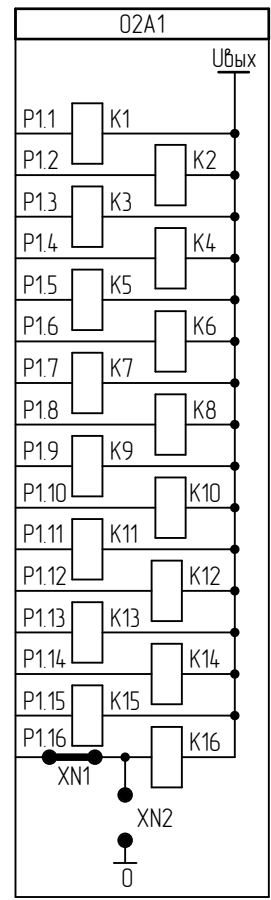 02A1
Uвых
P1.1 K1
P1.2 K2
P1.3 K3
P1.4 K4
P1.5 K5
P1.6 K6
P1.7 K7
P1.8 K8
P1.9 K9
P1.10 K10
P1.11 K11
P1.12 K12
P1.13 K13
P1.14 K14
P1.15 K15
P1.16 K16
XN1
XN2
0